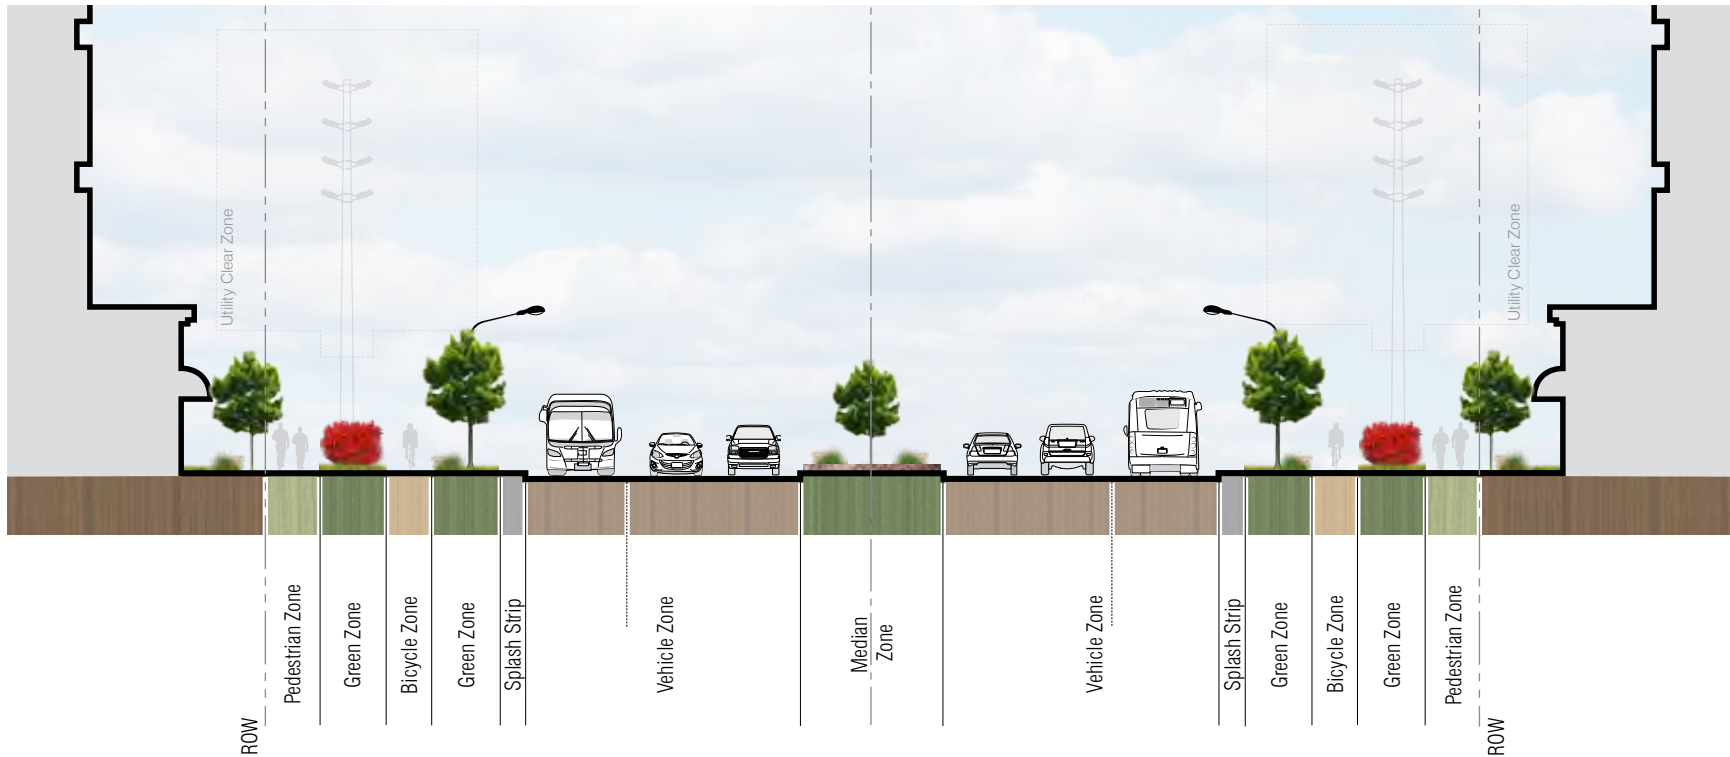 Utility Clear Zone
Utility Clear Zone
Pedestrian Zone
Green Zone
Bicycle Zone
Green Zone
Splash Strip
Vehicle Zone
Median
Zone
Vehicle Zone
Splash Strip
Green Zone
Bicycle Zone
Green Zone
Pedestrian Zone
ROW
ROW